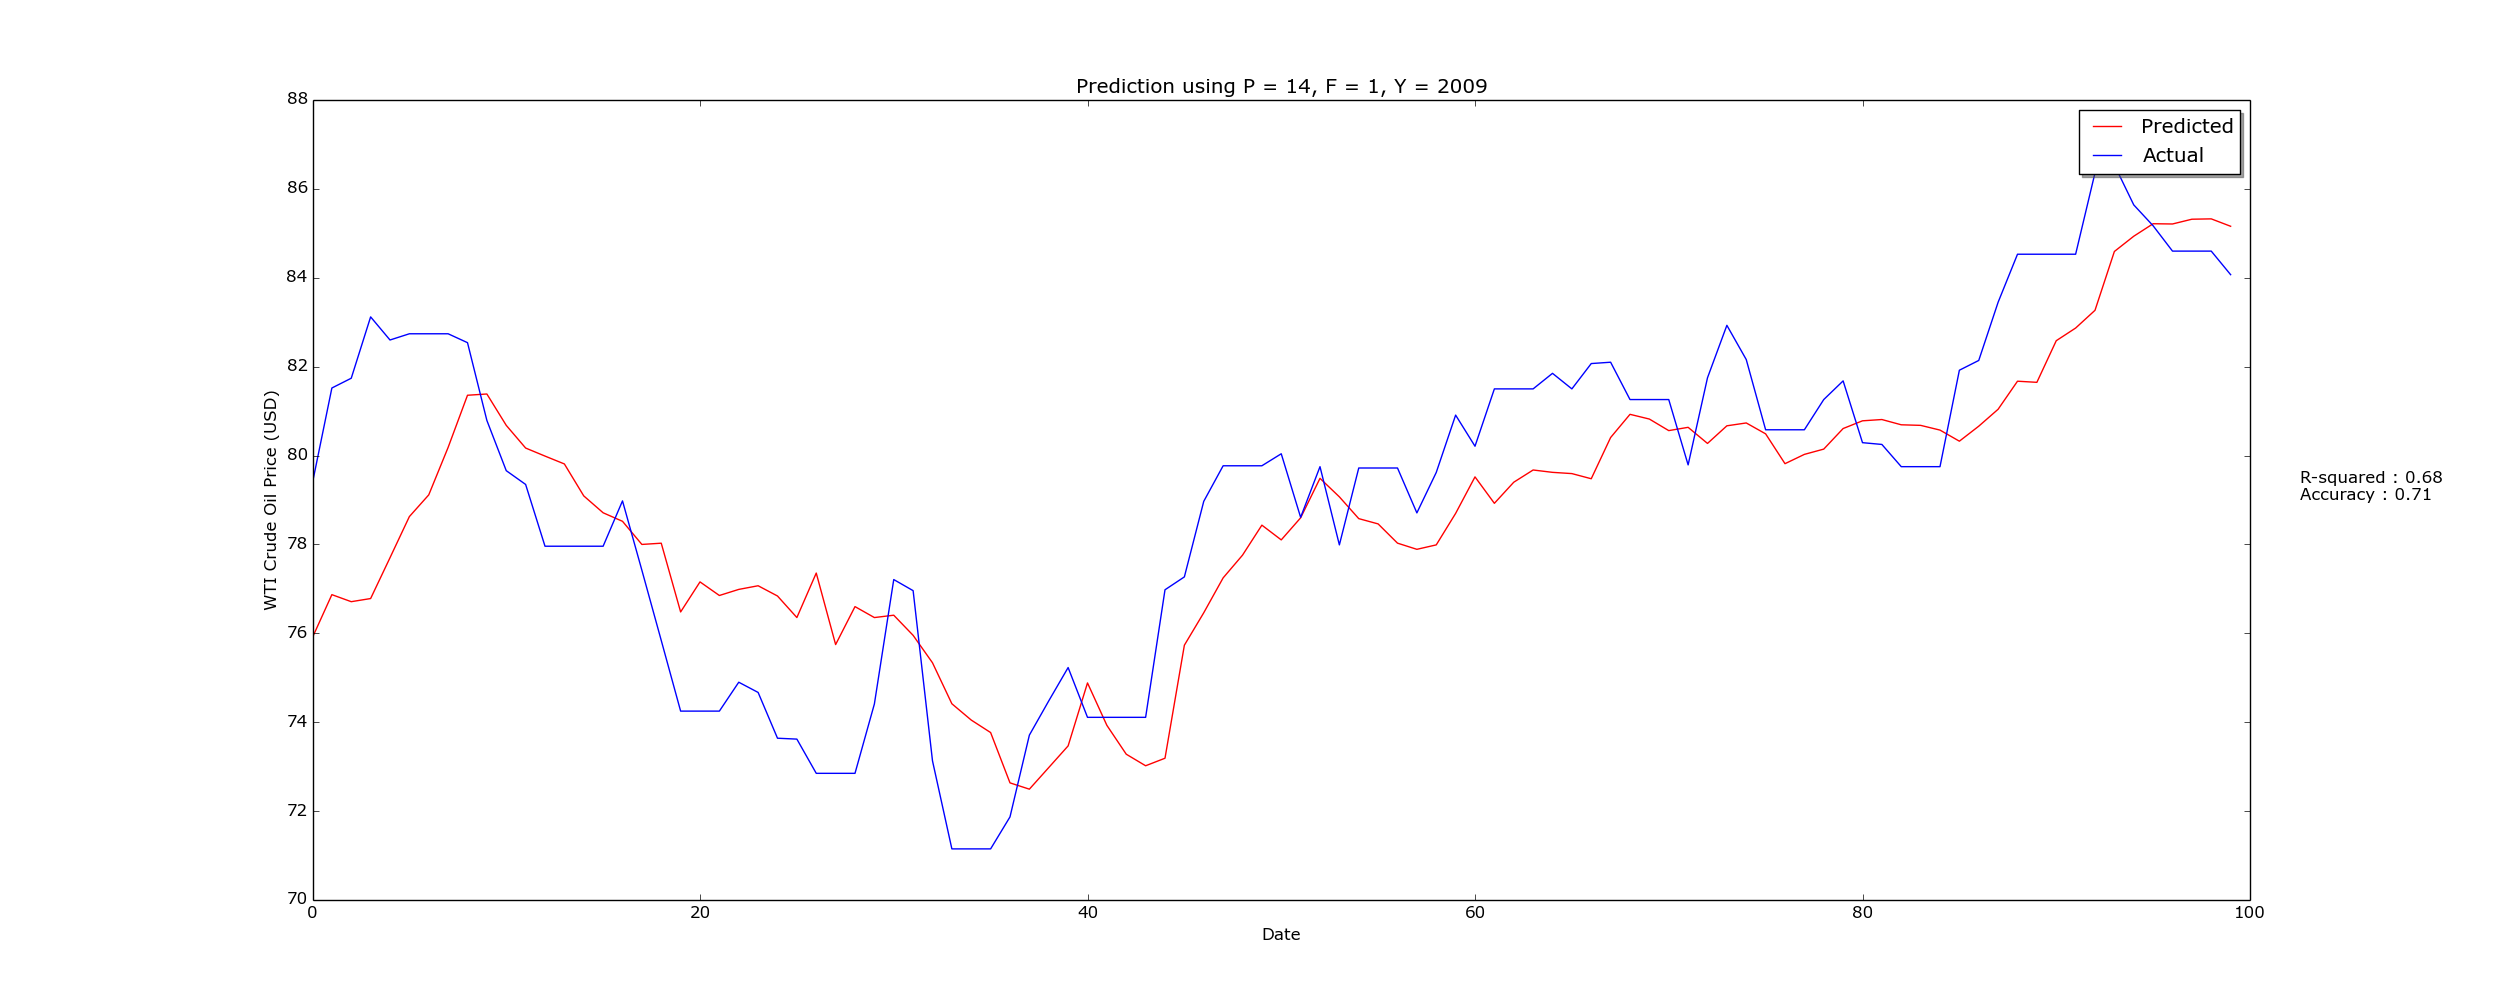 Prediction using P = 14, F = 1, Y = 2009
88
86
84
82
80
78
76
74
72
70
WTI Crude Oil Price (USD)
Predicted
Actual
R-squared : 0.68
Accuracy : 0.71
0 20 40 60 80 100
Date